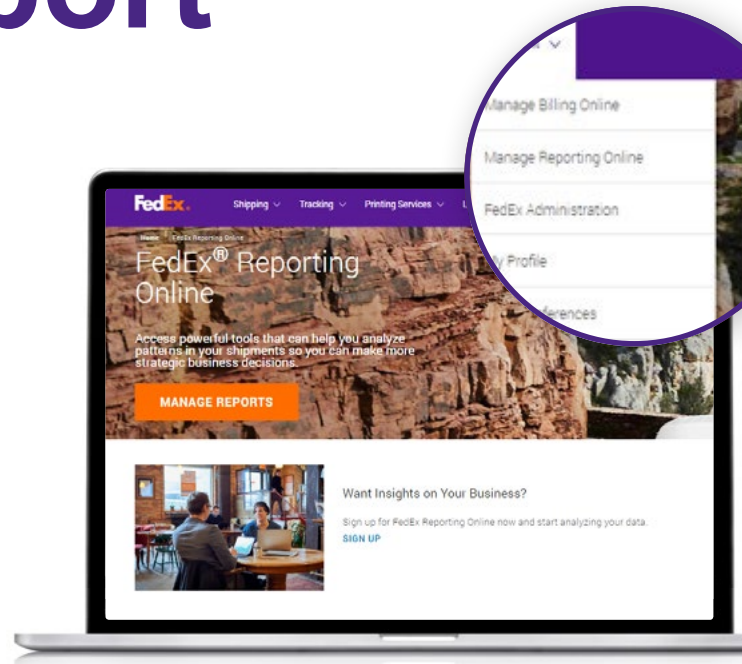 Manage Billing Online
Manage Reporting Online
FedEx Administration
Profile
FedEx.
Shipping
Tracking
Printing Services
Home
FedEx Reporting Online
FedEx® Reporting
Online
Access powerful tools that can help you analyze
patterns in your shipments so you can make more
strategic business decisions.
MANAGE REPORTS
Want Insights on Your Business?
Sign up for FedEx Reporting Online now and start analyzing your data.
SIGN UP